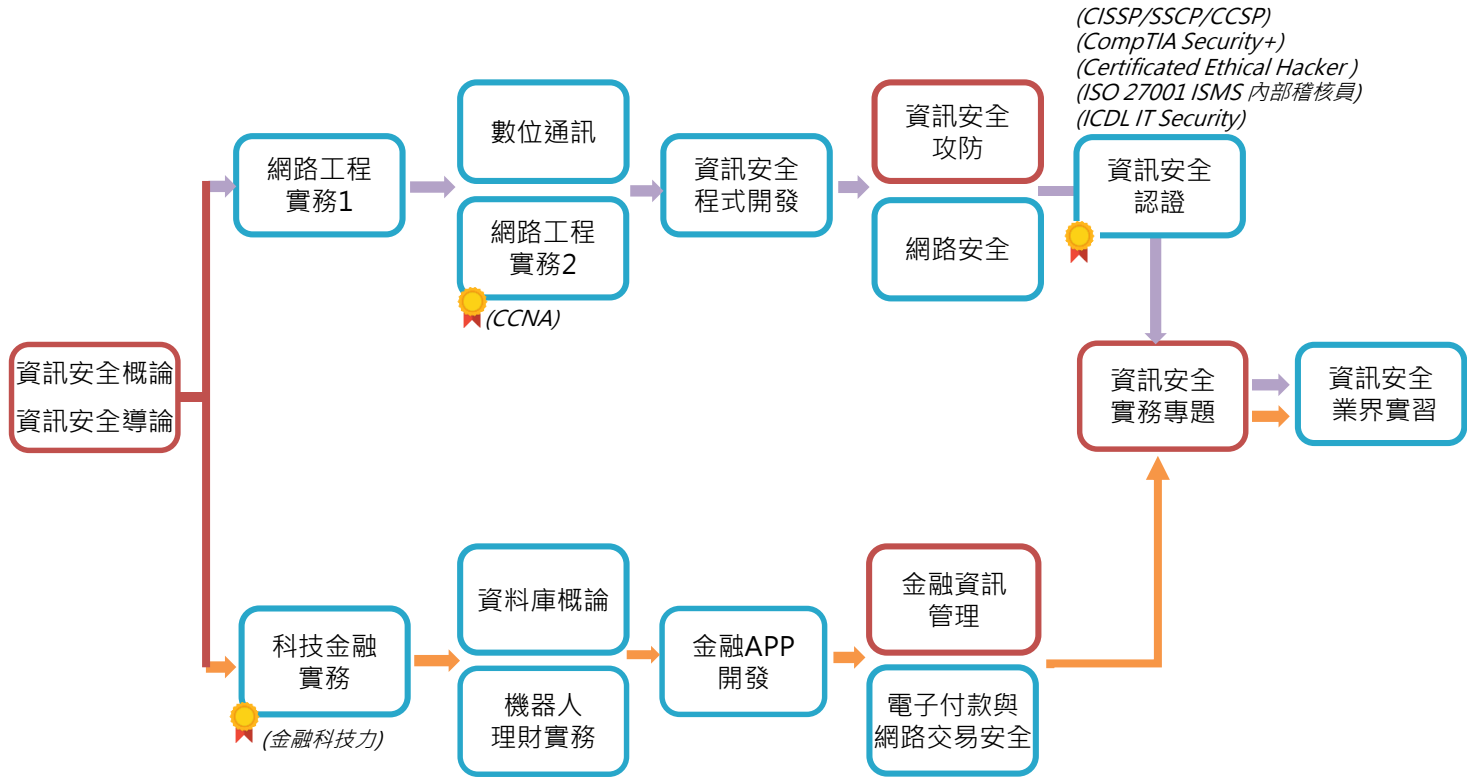 (CISSP/SSCP/CCSP)
(CompTIA Security+)
(Certificated Ethical Hacker )
(ISO 27001 ISMS 內部稽核員)
(ICDL IT Security)
資訊安全概論
資訊安全導論
網路工程
實務1
數位通訊
網路工程
實務2
(CCNA)
資訊安全
程式開發
資訊安全
攻防
網路安全
資訊安全
認證
資訊安全
實務專題
資訊安全
業界實習
科技金融
實務
(金融科技力)
資料庫概論
機器人
理財實務
金融APP
開發
金融資訊
管理
電子付款與
網路交易安全